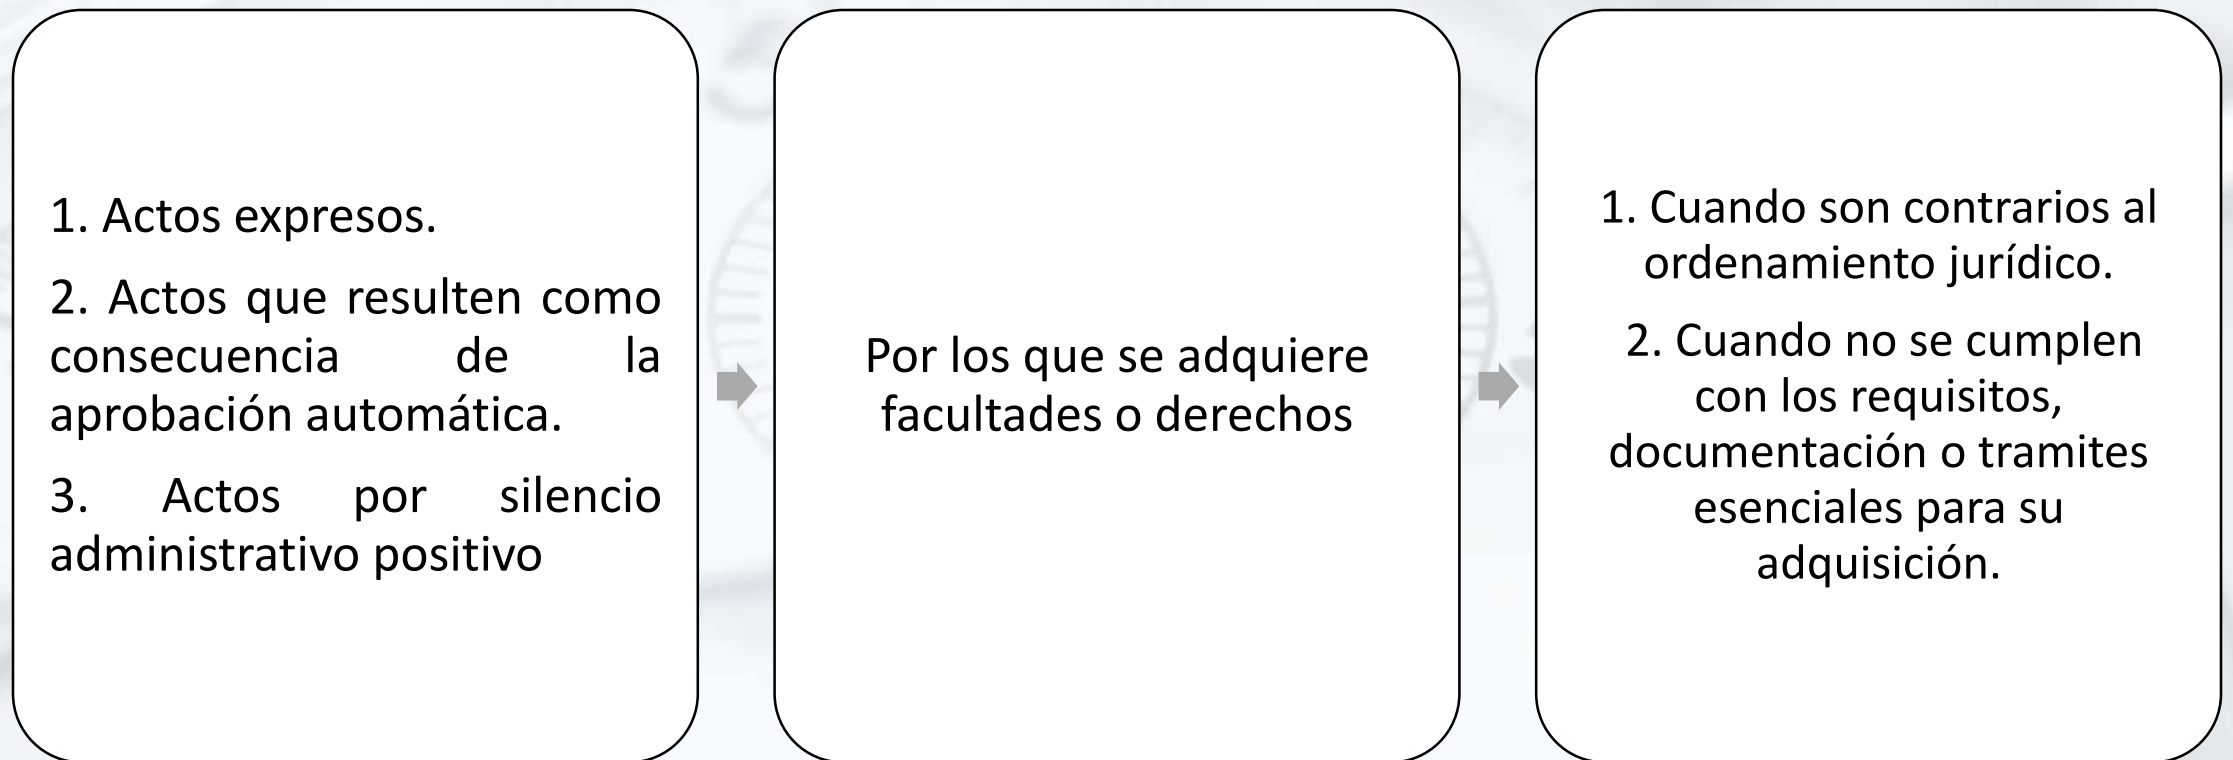 1. Actos expresos.
2. Actos que resulten como
consecuencia de la
aprobación automática.
3. Actos por silencio
administrativo positivo
Por los que se adquiere
facultades o derechos
1. Cuando son contrarios al
ordenamiento jurídico.
2. Cuando no se cumplen
con los requisitos,
documentación o tramites
esenciales para su
adquisición.